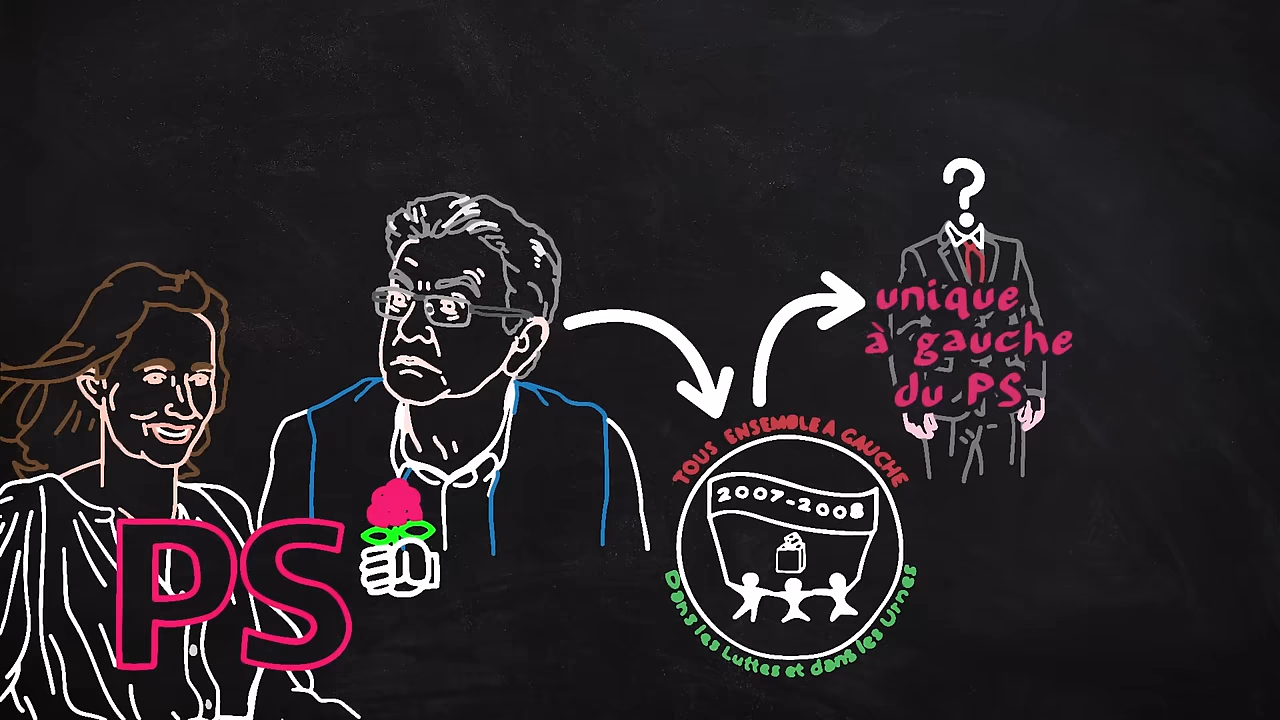 PS
TOUS ENSEMBLE A GAUCHE
2007-2008
Dans les Luttes et dans les Urnes
?
unique
à gauche
du PS